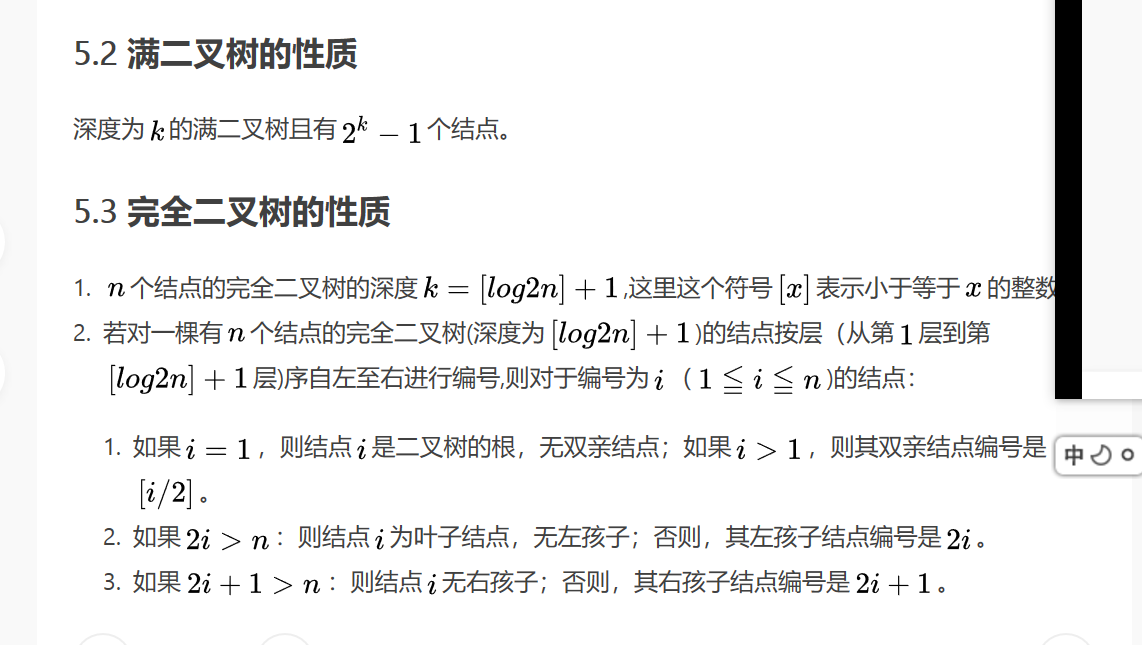 5.2 满二叉树的性质
深度为 k 的满二叉树且有 2^k − 1 个结点。
5.3 完全二叉树的性质
1. n 个结点的完全二叉树的深度 k = [log2n] + 1 ,这里这个符号 [x] 表示小于等于 x 的整数
2. 若对一棵有 n 个结点的完全二叉树(深度为 [log2n] + 1 )的结点按层（从第 1 层到第
[log2n] + 1 层)序自左至右进行编号,则对于编号为 i （ 1 ≦ i ≦ n )的结点：
1. 如果 i = 1 ，则结点 i 是二叉树的根，无双亲结点；如果 i > 1 ，则其双亲结点编号是
[i/2] 。
2. 如果 2i > n ：则结点 i 为叶子结点，无左孩子；否则，其左孩子结点编号是 2i 。
3. 如果 2i + 1 > n ：则结点 i 无右孩子；否则，其右孩子结点编号是 2i + 1 。
中